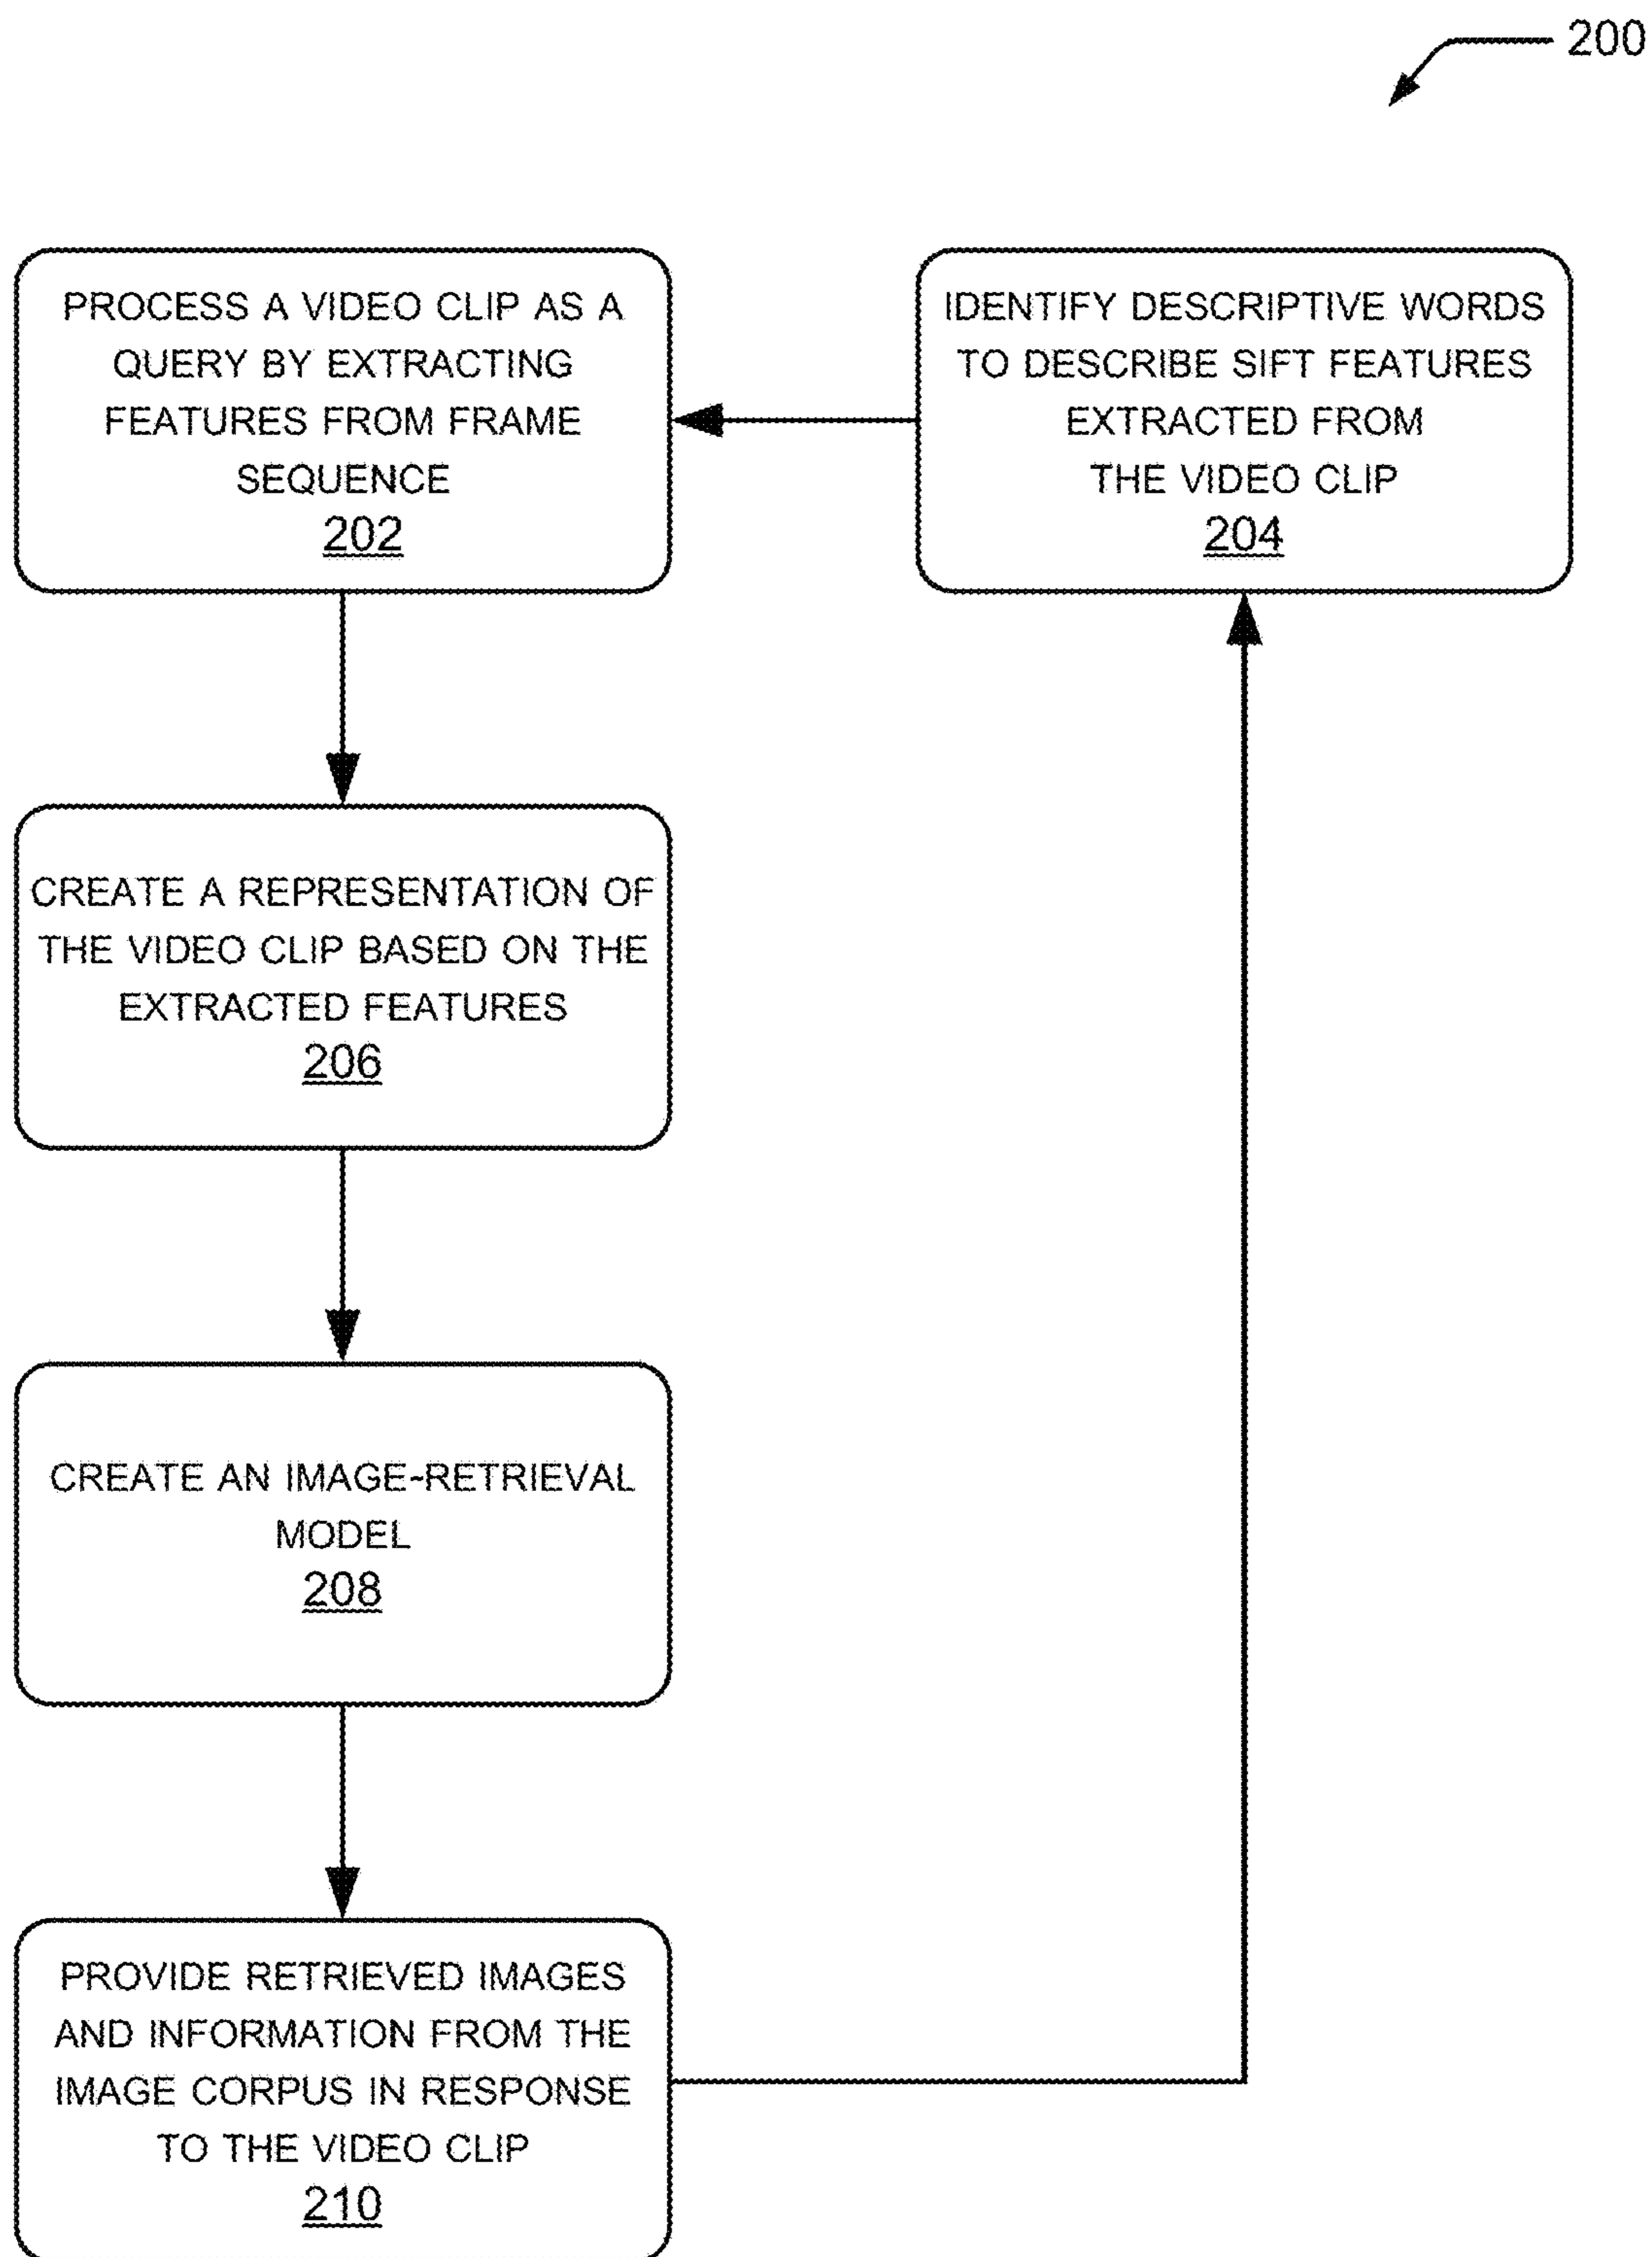 200
PROCESS A VIDEO CLIP AS A
QUERY BY EXTRACTING
FEATURES FROM FRAME
SEQUENCE
202
IDENTIFY DESCRIPTIVE WORDS
TO DESCRIBE SIFT FEATURES
EXTRACTED FROM
THE VIDEO CLIP
204
CREATE A REPRESENTATION OF
THE VIDEO CLIP BASED ON THE
EXTRACTED FEATURES
206
CREATE AN IMAGE-RETRIEVAL
MODEL
208
PROVIDE RETRIEVED IMAGES
AND INFORMATION FROM THE
IMAGE CORPUS IN RESPONSE
TO THE VIDEO CLIP
210